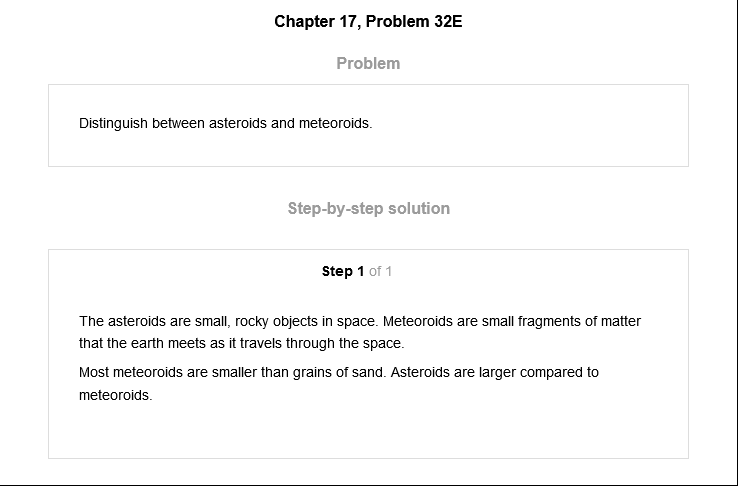 Chapter 17, Problem 32E
Problem
Distinguish between asteroids and meteoroids.
Step-by-step solution
Step 1 of 1
The asteroids are small, rocky objects in space. Meteoroids are small fragments of matter
that the earth meets as it travels through the space.
Most meteoroids are smaller than grains of sand. Asteroids are larger compared to
meteoroids.